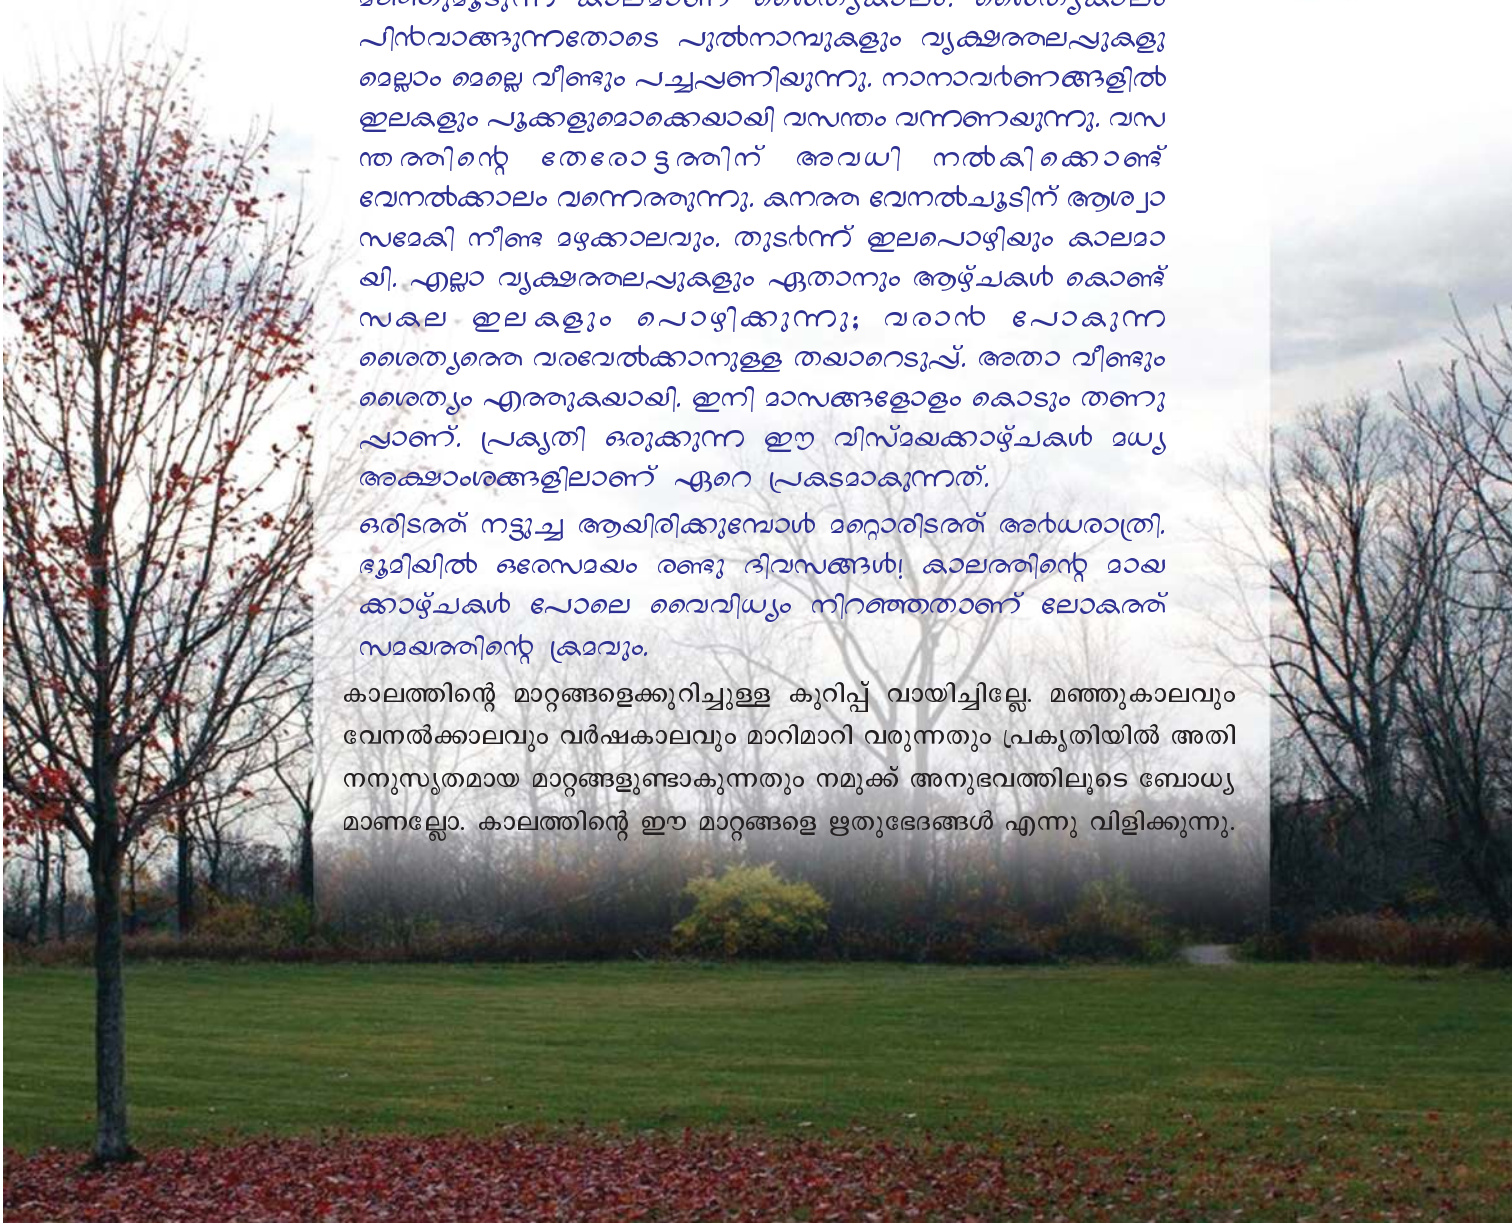 പിൻവാങ്ങുന്നതോടെ പുൽനാമ്പുകളും വൃക്ഷത്തലപ്പുകളു
മെല്ലാം മെല്ലെ വീണ്ടും പച്ചപ്പണിയുന്നു. നാനാവർണങ്ങളിൽ
ഇലകളും പൂക്കളുമൊക്കെയായി വസന്തം വന്നണയുന്നു. വസ
ന്തത്തിന്റെ തേരോട്ടത്തിന് അവധി നൽകിക്കൊണ്ട്
വേനൽക്കാലം വന്നെത്തുന്നു. കനത്ത വേനൽചൂടിന് ആശ്വാ
സമേകി നീണ്ട മഴക്കാലവും. തുടർന്ന് ഇലപൊഴിയും കാലമാ
യി. എല്ലാ വൃക്ഷത്തലപ്പുകളും ഏതാനും ആഴ്ചകൾ കൊണ്ട്
സകല ഇലകളും പൊഴിക്കുന്നു; വരാൻ പോകുന്ന
ശൈത്യത്തെ വരവേൽക്കാനുള്ള തയാറെടുപ്പ്. അതാ വീണ്ടും
ശൈത്യം എത്തുകയായി. ഇനി മാസങ്ങളോളം കൊടും തണു
പ്പാണ്. പ്രകൃതി ഒരുക്കുന്ന ഈ വിസ്മയക്കാഴ്ചകൾ മധ്യ
അക്ഷാംശങ്ങളിലാണ് ഏറെ പ്രകടമാകുന്നത്.
ഒരിടത്ത് നട്ടുച്ച ആയിരിക്കുമ്പോൾ മറ്റൊരിടത്ത് അർധരാത്രി.
ഭൂമിയിൽ ഒരേസമയം രണ്ടു ദിവസങ്ങൾ! കാലത്തിന്റെ മായ
ക്കാഴ്ചകൾ പോലെ വൈവിധ്യം നിറഞ്ഞതാണ് ലോകത്ത്
സമയത്തിന്റെ ക്രമവും.
കാലത്തിന്റെ മാറ്റങ്ങളെക്കുറിച്ചുള്ള കുറിപ്പ് വായിച്ചില്ലേ. മഞ്ഞുകാലവും
വേനൽക്കാലവും വർഷകാലവും മാറിമാറി വരുന്നതും പ്രകൃതിയിൽ അതി
നനുസൃതമായ മാറ്റങ്ങളുണ്ടാകുന്നതും നമുക്ക് അനുഭവത്തിലൂടെ ബോധ്യ
മാണല്ലോ. കാലത്തിന്റെ ഈ മാറ്റങ്ങളെ ഋതുഭേദങ്ങൾ എന്നു വിളിക്കുന്നു.